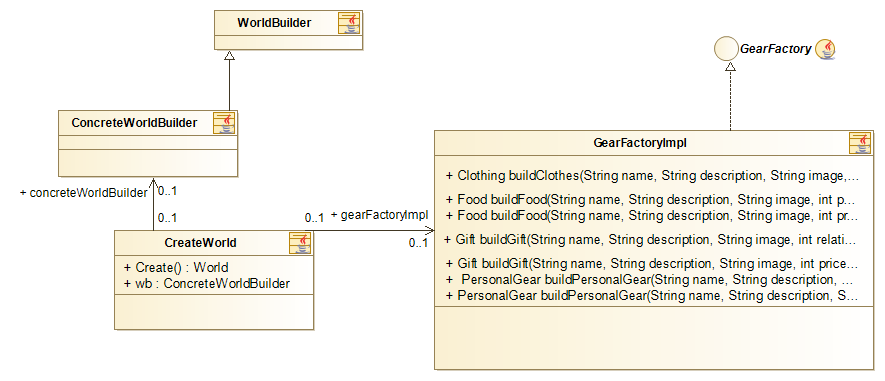 WorldBuilder
GearFactory
ConcreteWorldBuilder
GearFactoryImpl
+ Clothing buildClothes(String name, String description, String image,...
+ concreteWorldBuilder
0..1
+ Food buildFood(String name, String description, String image, int p...
+ Food buildFood(String name, String description, String image, int pr...
0..1
0..1
+ gearFactoryImpl
0..1
CreateWorld
+ Gift buildGift(String name, String description, String image, int relati...
+ Create() : World
+ wb : ConcreteWorldBuilder
+ Gift buildGift(String name, String description, String image, int price...
+ PersonalGear buildPersonalGear(String name, String description, ...
+ PersonalGear buildPersonalGear(String name, String description, S...